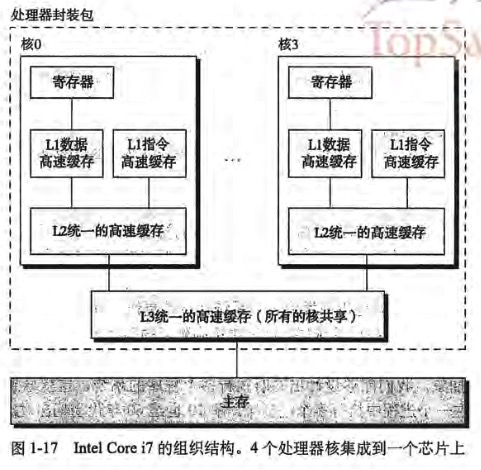 处理器封装包
核0
核3
TopSa
寄存器
寄存器
L1数据
高速缓存
L1指令
高速缓存
…
L1数据
高速缓存
L1指令
高速缓存
L2统一的高速缓存
L2统一的高速缓存
L3统一的高速缓存（所有的核共享）
主存
图 1-17 Intel Core i7 的组织结构。4 个处理器核集成到一个芯片上